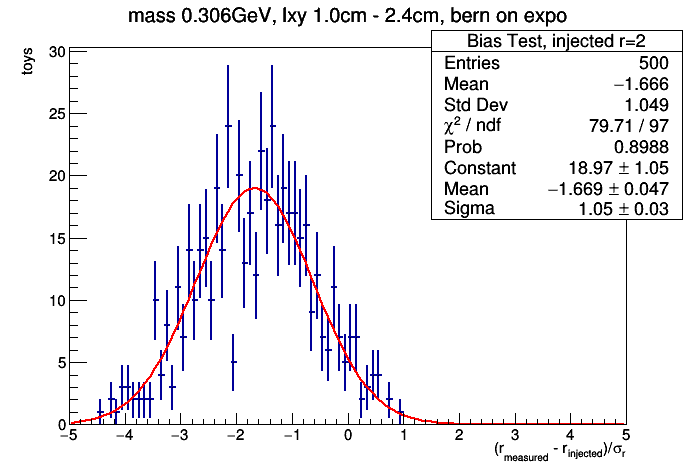 mass 0.306GeV, lxy 1.0cm - 2.4cm, bern on expo
toys
Bias Test, injected r=2
Entries 500
Mean −1.666
Std Dev 1.049
χ² / ndf 79.71 / 97
Prob 0.8988
Constant 18.97 ± 1.05
Mean −1.669 ± 0.047
Sigma 1.05 ± 0.03
30
25
20
15
10
5
0
−5 −4 −3 −2 −1 0 1 2 3 4 5
(r_measured - r_injected)/σ_r